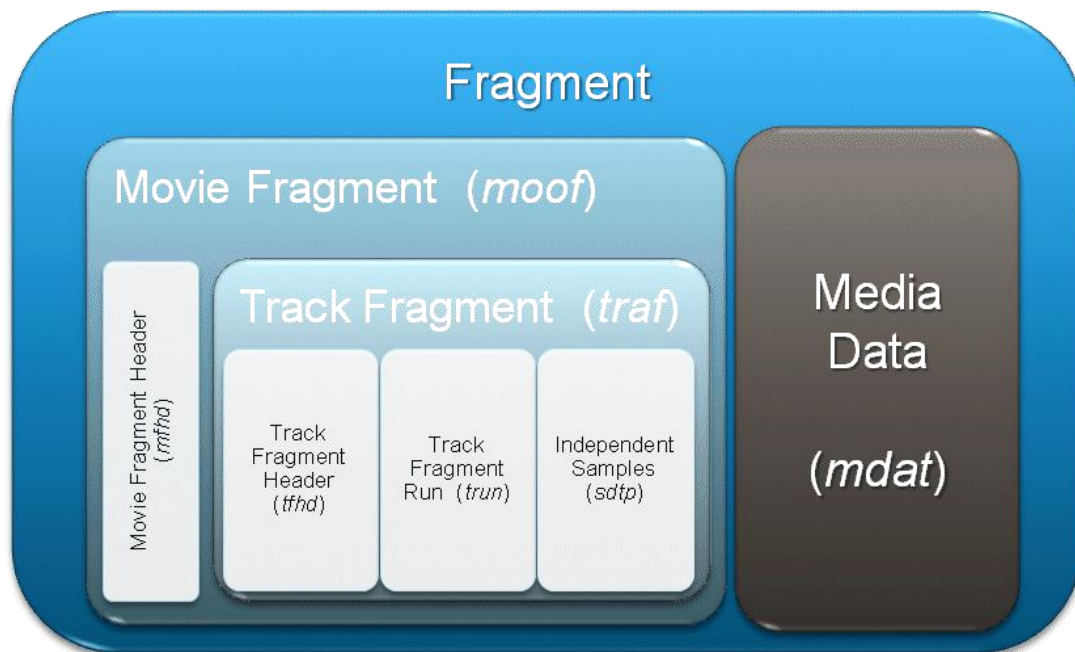 Fragment
Movie Fragment (moof)
Movie Fragment Header
(mfhd)
Track Fragment (traf)
Track
Fragment
Header
(tfhd)
Track
Fragment
Run (trun)
Independent
Samples
(sdtp)
Media
Data
(mdat)